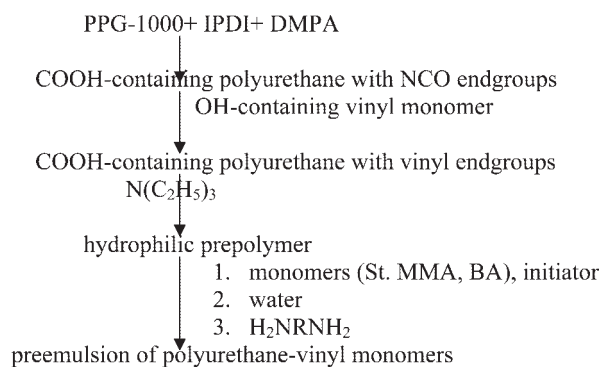 PPG-1000+ IPDI+ DMPA
COOH-containing polyurethane with NCO endgroups
OH-containing vinyl monomer
COOH-containing polyurethane with vinyl endgroups
N(C₂H₅)₃
hydrophilic prepolymer
1. monomers (St. MMA, BA), initiator
2. water
3. H₂NRNH₂
preemulsion of polyurethane-vinyl monomers